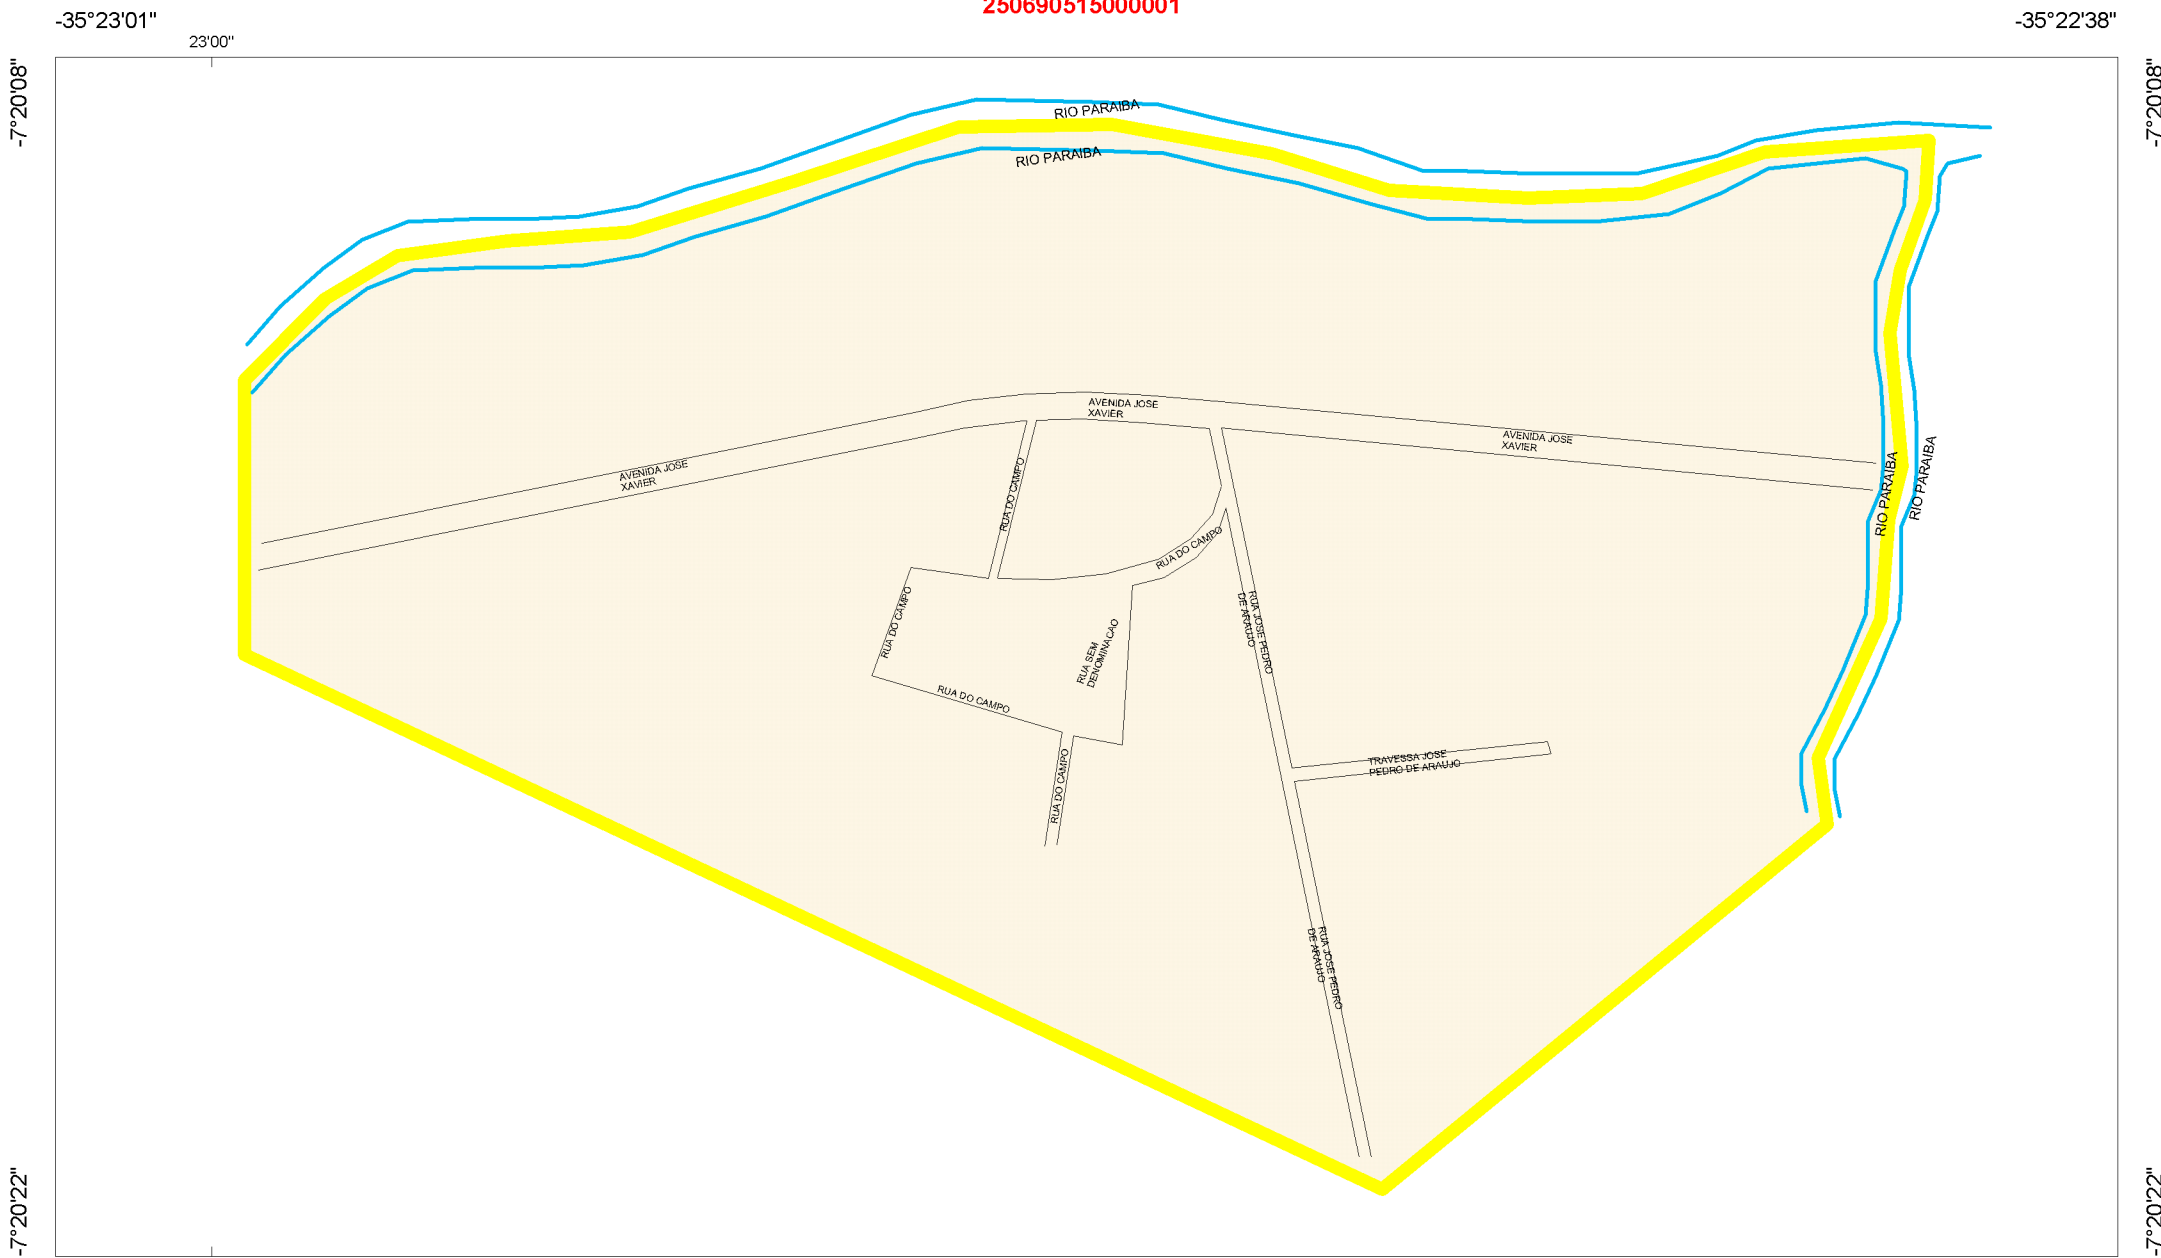 250690515000001
-35°23'01"
-35°22'38"
23'00"
-7°20'08"
-7°20'08"
RIO PARAIBA
RIO PARAIBA
AVENIDA JOSE
XAVIER
AVENIDA JOSE
XAVIER
AVENIDA JOSE
XAVIER
RIO PARAIBA
RIO PARAIBA
RUA DO CAMPO
RUA DO CAMPO
RUA DO CAMPO
RUA JOSE PEDRO
DE ARAUJO
RUA SEM
DENOMINACAO
RUA DO CAMPO
RUA DO CAMPO
TRAVESSA JOSE
PEDRO DE ARAUJO
RUA JOSE PEDRO
DE ARAUJO
-7°20'22"
-7°20'22"